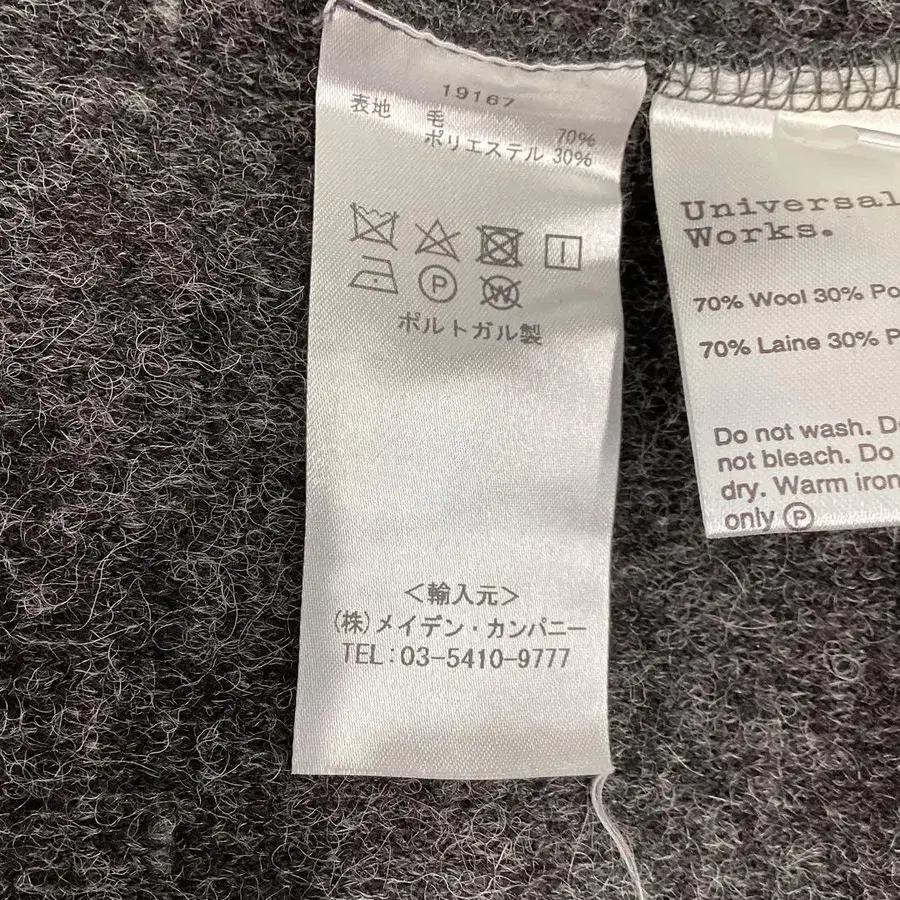 19167
表地 毛 70%
ポリエステル 30%
P W
ポルトガル製
<輸入元>
(株)メイデン・カンパニー
TEL:03-5410-9777
Universal
Works.
70% Wool 30% Po
70% Laine 30% P
Do not wash. Do
not bleach. Do
dry. Warm iron
only P